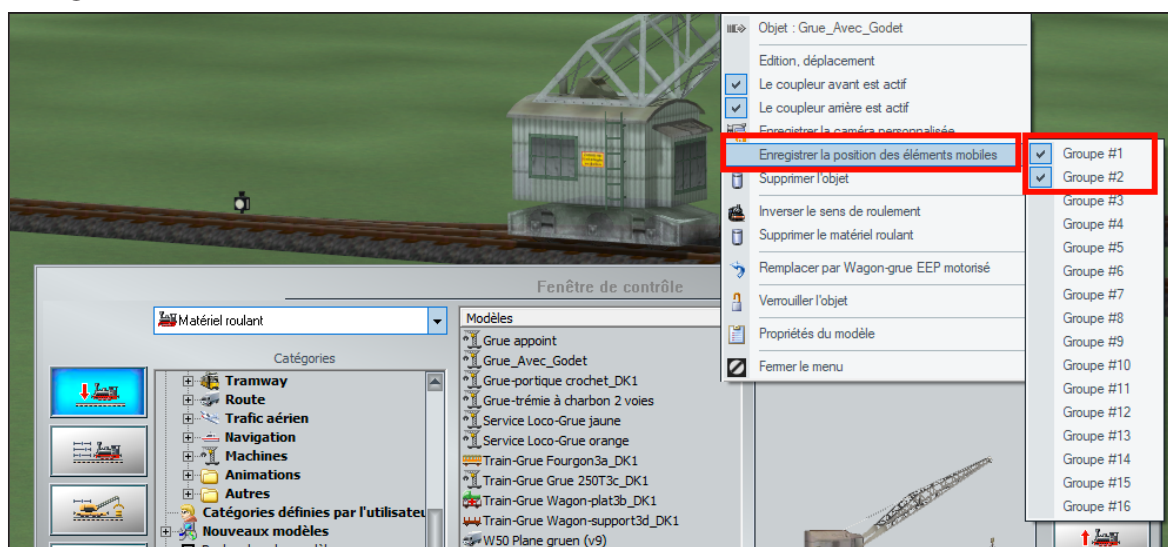 Objet : Grue_Avec_Godet
Edition, déplacement
Le coupleur avant est actif
Le coupleur arrière est actif
Enregistrer la caméra personnalisée
Enregistrer la position des éléments mobiles
Supprimer l'objet
Inverser le sens de roulement
Supprimer le matériel roulant
Remplacer par Wagon-grue EEP motorisé
Verrouiller l'objet
Propriétés du modèle
Fermer le menu
Groupe #1
Groupe #2
Groupe #3
Groupe #4
Groupe #5
Groupe #6
Groupe #7
Groupe #8
Groupe #9
Groupe #10
Groupe #11
Groupe #12
Groupe #13
Groupe #14
Groupe #15
Groupe #16
Fenêtre de contrôle
Matériel roulant
Catégories
Tramway
Route
Trafic aérien
Navigation
Machines
Animations
Autres
Catégories définies par l'utilisateu
Nouveaux modèles
Modèles
Grue appoint
Grue_Avec_Godet
Grue-portique crochet_DK1
Grue-trémie à charbon 2 voies
Service Loco-Grue jaune
Service Loco-Grue orange
Train-Grue Fourgon3a_DK1
Train-Grue Grue 250T3c_DK1
Train-Grue Wagon-plat3b_DK1
Train-Grue Wagon-support3d_DK1
W50 Plane gruen (v9)